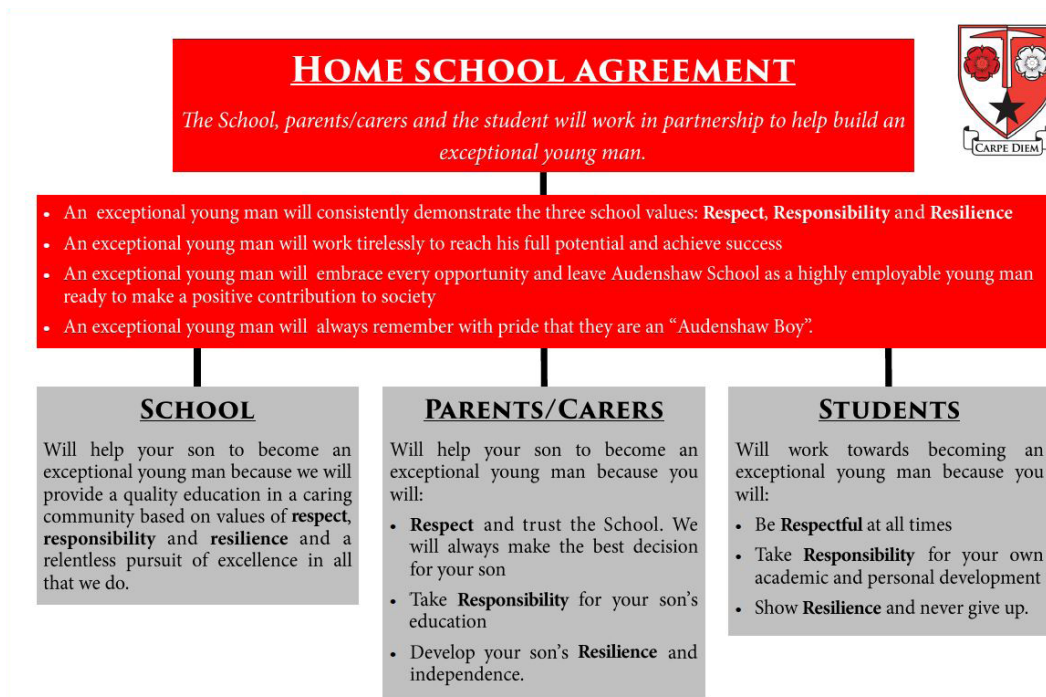 HOME SCHOOL AGREEMENT
The School, parents/carers and the student will work in partnership to help build an
exceptional young man.
CARPE DIEM
• An exceptional young man will consistently demonstrate the three school values: Respect, Responsibility and Resilience
• An exceptional young man will work tirelessly to reach his full potential and achieve success
• An exceptional young man will embrace every opportunity and leave Audenshaw School as a highly employable young man
ready to make a positive contribution to society
• An exceptional young man will always remember with pride that they are an “Audenshaw Boy”.
SCHOOL
Will help your son to become an
exceptional young man because we will
provide a quality education in a caring
community based on values of respect,
responsibility and resilience and a
relentless pursuit of excellence in all
that we do.
PARENTS/CARERS
Will help your son to become an
exceptional young man because you
will:
• Respect and trust the School. We
will always make the best decision
for your son
• Take Responsibility for your son’s
education
• Develop your son’s Resilience and
independence.
STUDENTS
Will work towards becoming an
exceptional young man because you
will:
• Be Respectful at all times
• Take Responsibility for your own
academic and personal development
• Show Resilience and never give up.